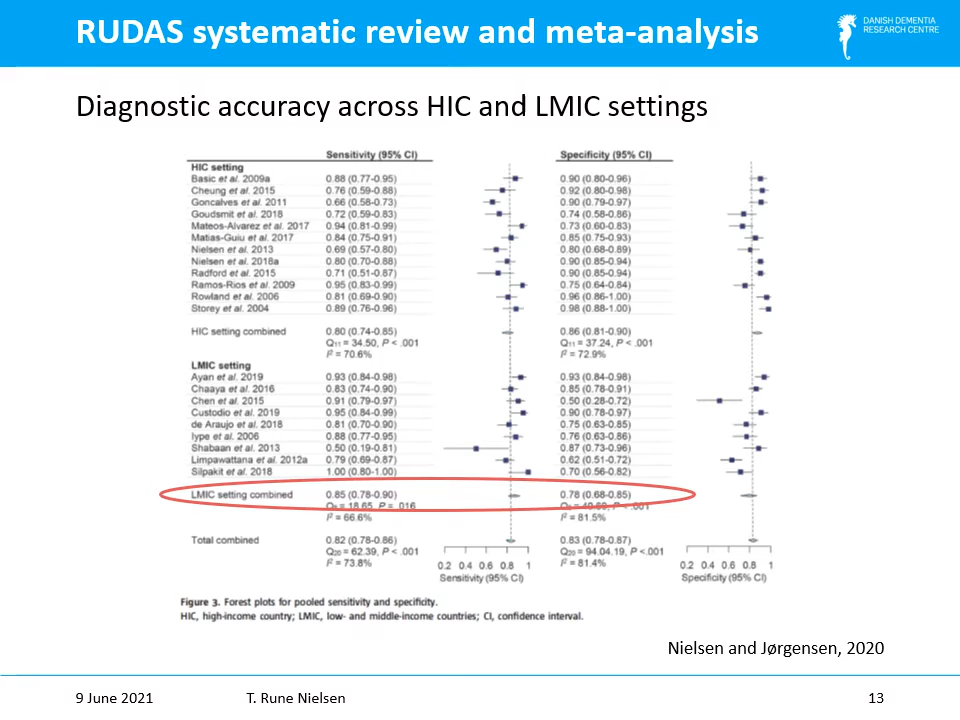 RUDAS systematic review and meta-analysis
DANISH DEMENTIA
RESEARCH CENTRE
Diagnostic accuracy across HIC and LMIC settings
Sensitivity (95% CI) Specificity (95% CI)
HIC setting
Basic et al. 2009a 0.88 (0.77-0.95) 0.90 (0.80-0.96)
Cheung et al. 2015 0.76 (0.59-0.88) 0.92 (0.80-0.98)
Goncalves et al. 2011 0.66 (0.58-0.73) 0.90 (0.79-0.97)
Goudsmit et al. 2018 0.72 (0.59-0.83) 0.74 (0.58-0.86)
Mateos-Alvarez et al. 2017 0.94 (0.81-0.99) 0.73 (0.60-0.83)
Matias-Guiu et al. 2017 0.84 (0.75-0.91) 0.85 (0.75-0.93)
Nielsen et al. 2013 0.69 (0.57-0.80) 0.80 (0.68-0.89)
Nielsen et al. 2018a 0.80 (0.70-0.88) 0.90 (0.85-0.94)
Radford et al. 2015 0.71 (0.51-0.87) 0.90 (0.85-0.94)
Ramos-Rios et al. 2009 0.95 (0.83-0.99) 0.75 (0.64-0.84)
Rowland et al. 2006 0.81 (0.69-0.90) 0.96 (0.86-1.00)
Storey et al. 2004 0.89 (0.76-0.96) 0.98 (0.88-1.00)
HIC setting combined 0.80 (0.74-0.85) 0.86 (0.81-0.90)
Q11 = 34.50, P < .001 Q11 = 37.24, P < .001
I² = 70.6% I² = 72.9%
LMIC setting
Ayan et al. 2019 0.93 (0.84-0.98) 0.93 (0.84-0.98)
Chaaya et al. 2016 0.83 (0.74-0.90) 0.85 (0.78-0.91)
Chen et al. 2015 0.91 (0.79-0.97) 0.50 (0.28-0.72)
Custodio et al. 2019 0.95 (0.84-0.99) 0.90 (0.78-0.97)
de Araujo et al. 2018 0.81 (0.70-0.90) 0.75 (0.63-0.85)
Iype et al. 2006 0.88 (0.77-0.95) 0.76 (0.63-0.86)
Shabaan et al. 2013 0.50 (0.19-0.81) 0.87 (0.73-0.96)
Limpawattana et al. 2012a 0.79 (0.69-0.87) 0.62 (0.51-0.72)
Silpakit et al. 2018 1.00 (0.80-1.00) 0.70 (0.56-0.82)
LMIC setting combined 0.85 (0.78-0.90) 0.78 (0.68-0.85)
= 18.65, P = .016 P < .001
I² = 66.6% I² = 81.5%
Total combined 0.82 (0.78-0.86) 0.83 (0.78-0.87)
Q20 = 62.39, P < .001 Q20 = 94.04.19, P <.001
I² = 73.8% I² = 81.4%
0.2 0.4 0.6 0.8 1 0.2 0.4 0.6 0.8 1
Sensitivity (95% CI) Specificity (95% CI)
Figure 3. Forest plots for pooled sensitivity and specificity.
HIC, high-income country; LMIC, low- and middle-income countries; CI, confidence interval.
Nielsen and Jørgensen, 2020
9 June 2021 T. Rune Nielsen 13